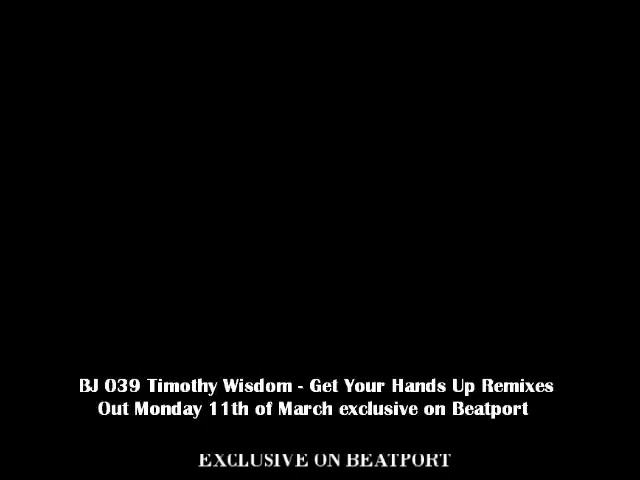 BJ 039 Timothy Wisdom - Get Your Hands Up Remixes
Out Monday 11th of March exclusive on Beatport
EXCLUSIVE ON BEATPORT